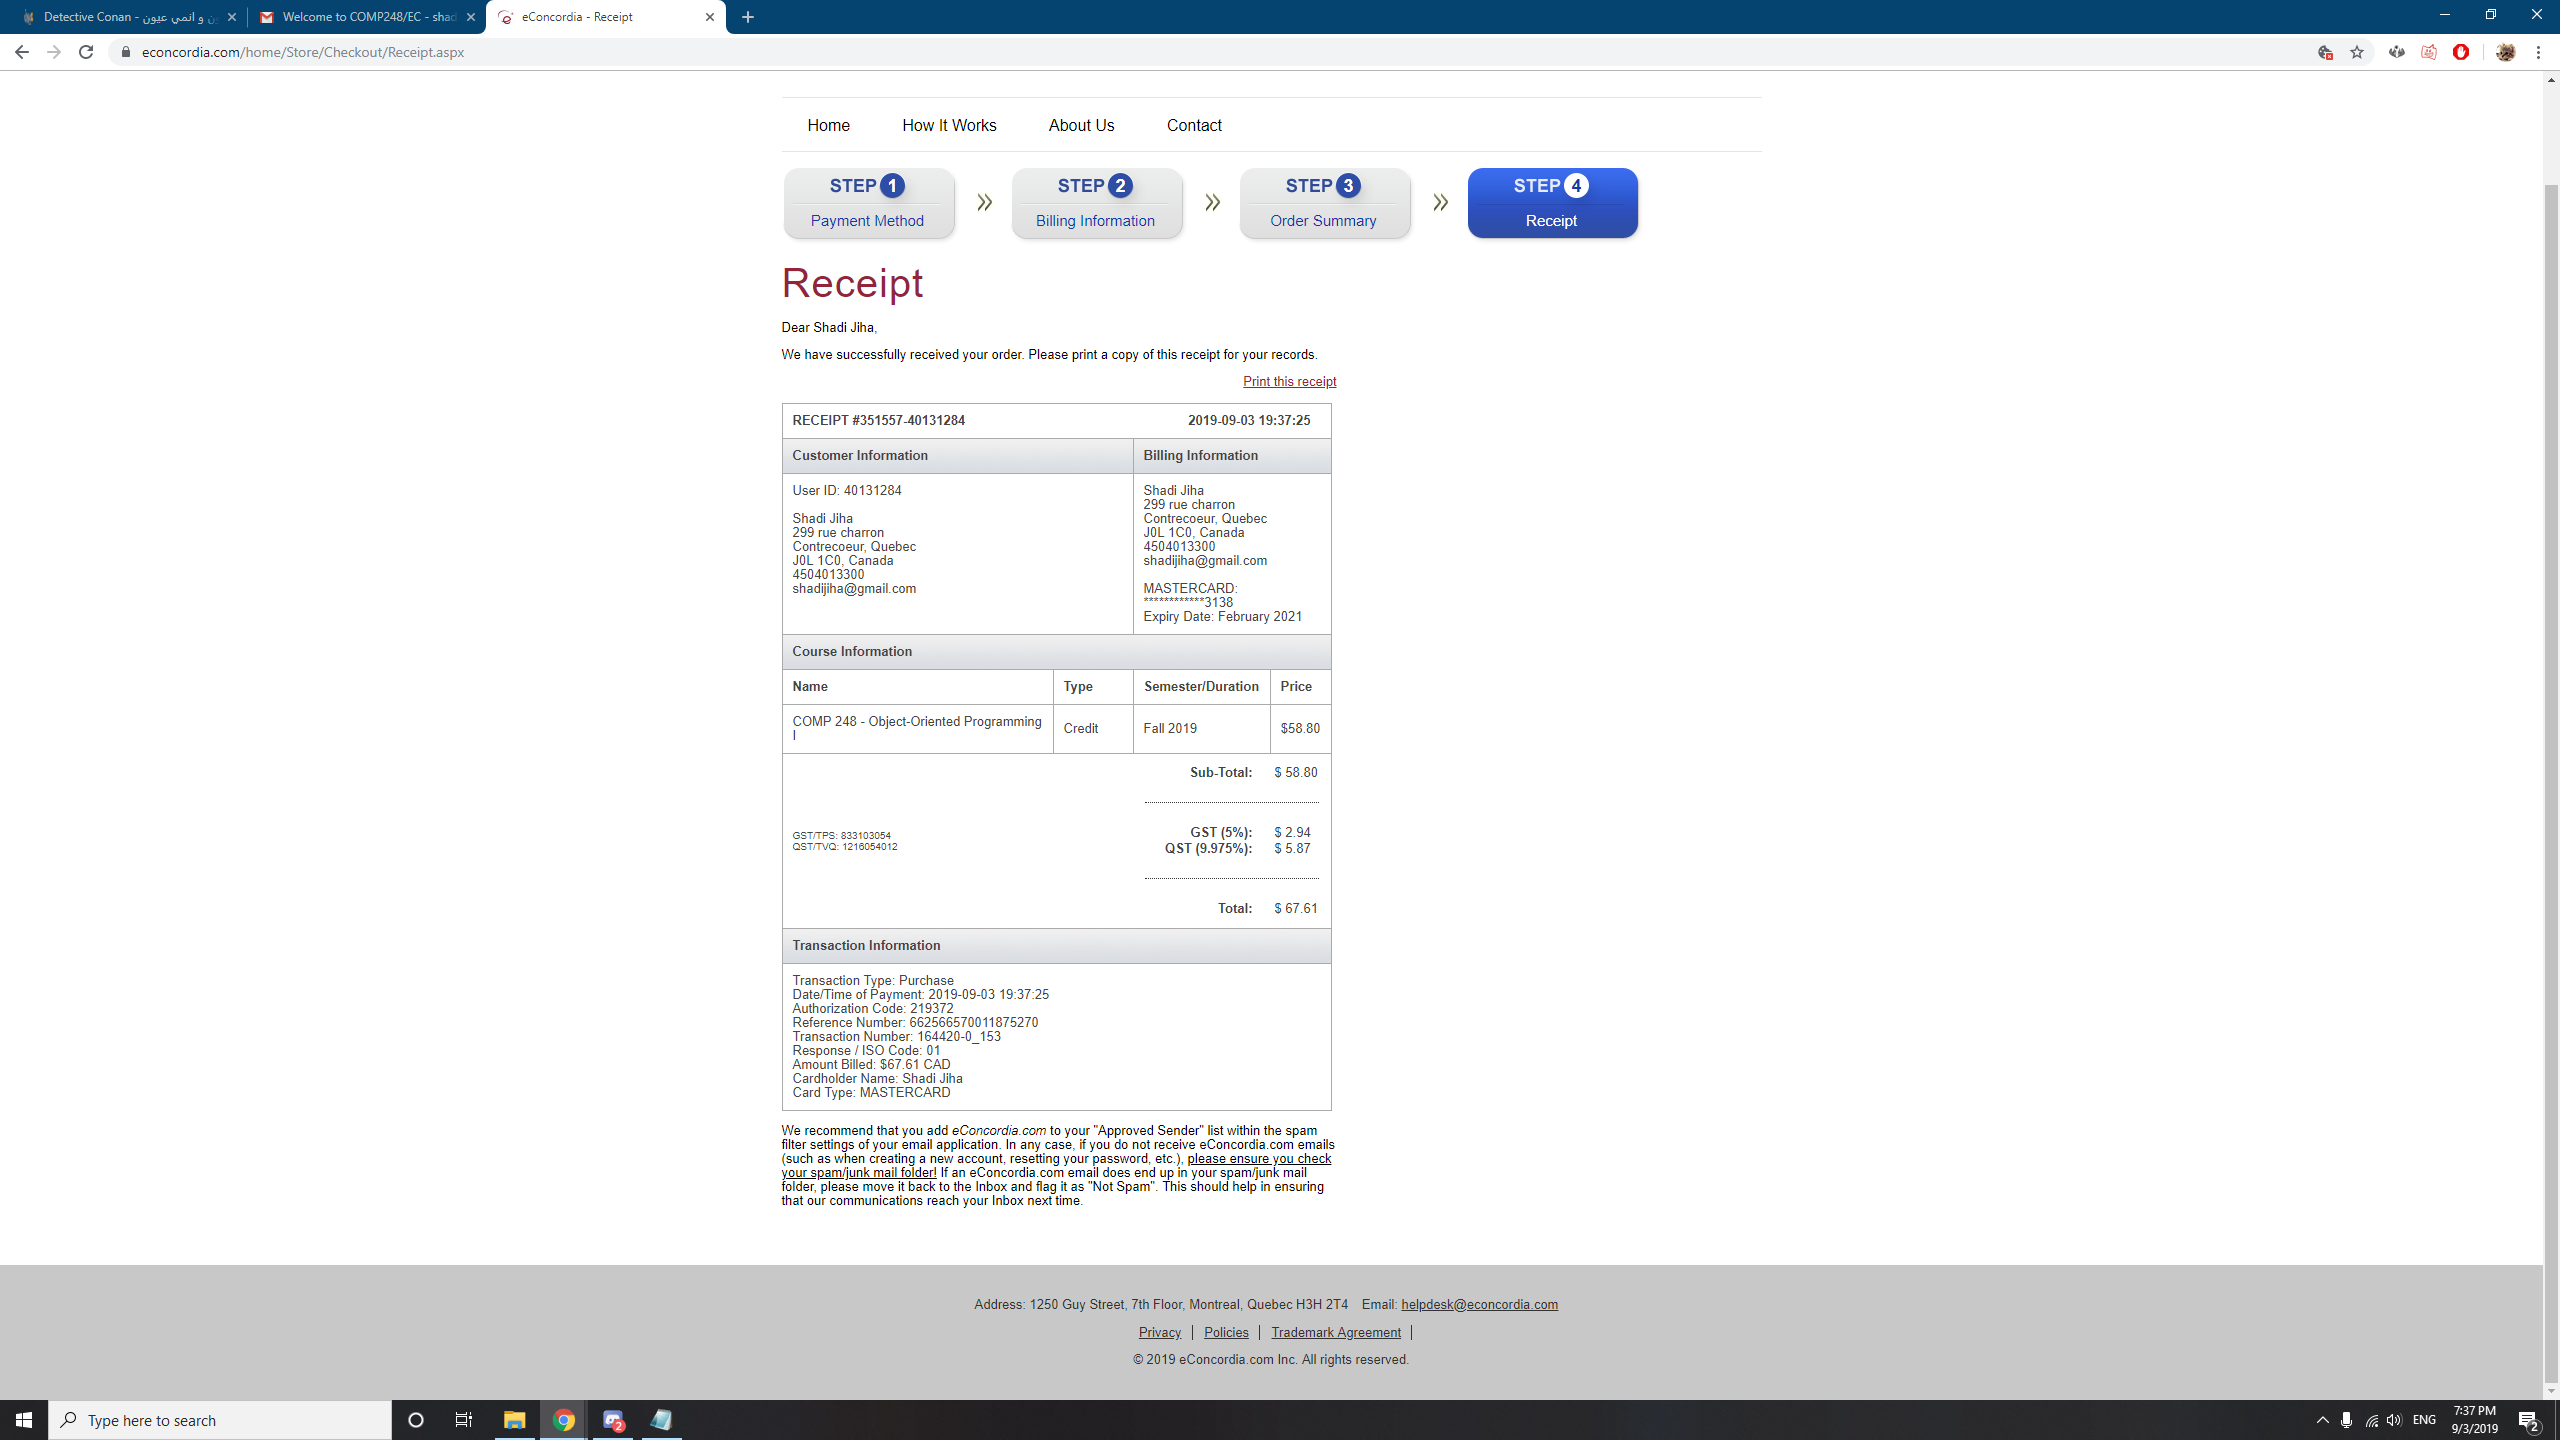 Detective Conan - ون و انمي عيون
Welcome to COMP248/EC - shad
eConcordia - Receipt
econcordia.com/home/Store/Checkout/Receipt.aspx
Home How It Works About Us Contact
STEP 1 » STEP 2 » STEP 3 » STEP 4
Payment Method Billing Information Order Summary Receipt
Receipt
Dear Shadi Jiha,
We have successfully received your order. Please print a copy of this receipt for your records.
Print this receipt
RECEIPT #351557-40131284 2019-09-03 19:37:25
Customer Information
User ID: 40131284
Shadi Jiha
299 rue charron
Contrecoeur, Quebec
J0L 1C0, Canada
4504013300
shadijiha@gmail.com
Billing Information
Shadi Jiha
299 rue charron
Contrecoeur, Quebec
J0L 1C0, Canada
4504013300
shadijiha@gmail.com
MASTERCARD:
************3138
Expiry Date: February 2021
Course Information
Name Type Semester/Duration Price
COMP 248 - Object-Oriented Programming
I
Credit Fall 2019 $58.80
Sub-Total: $ 58.80
GST/TPS: 833103054
QST/TVQ: 1216054012
GST (5%): $ 2.94
QST (9.975%): $ 5.87
Total: $ 67.61
Transaction Information
Transaction Type: Purchase
Date/Time of Payment: 2019-09-03 19:37:25
Authorization Code: 219372
Reference Number: 662566570011875270
Transaction Number: 164420-0_153
Response / ISO Code: 01
Amount Billed: $67.61 CAD
Cardholder Name: Shadi Jiha
Card Type: MASTERCARD
We recommend that you add eConcordia.com to your "Approved Sender" list within the spam
filter settings of your email application. In any case, if you do not receive eConcordia.com emails
(such as when creating a new account, resetting your password, etc.), please ensure you check
your spam/junk mail folder! If an eConcordia.com email does end up in your spam/junk mail
folder, please move it back to the Inbox and flag it as "Not Spam". This should help in ensuring
that our communications reach your Inbox next time.
Address: 1250 Guy Street, 7th Floor, Montreal, Quebec H3H 2T4 Email: helpdesk@econcordia.com
Privacy | Policies | Trademark Agreement |
© 2019 eConcordia.com Inc. All rights reserved.
Type here to search
2
ENG
7:37 PM
9/3/2019
2